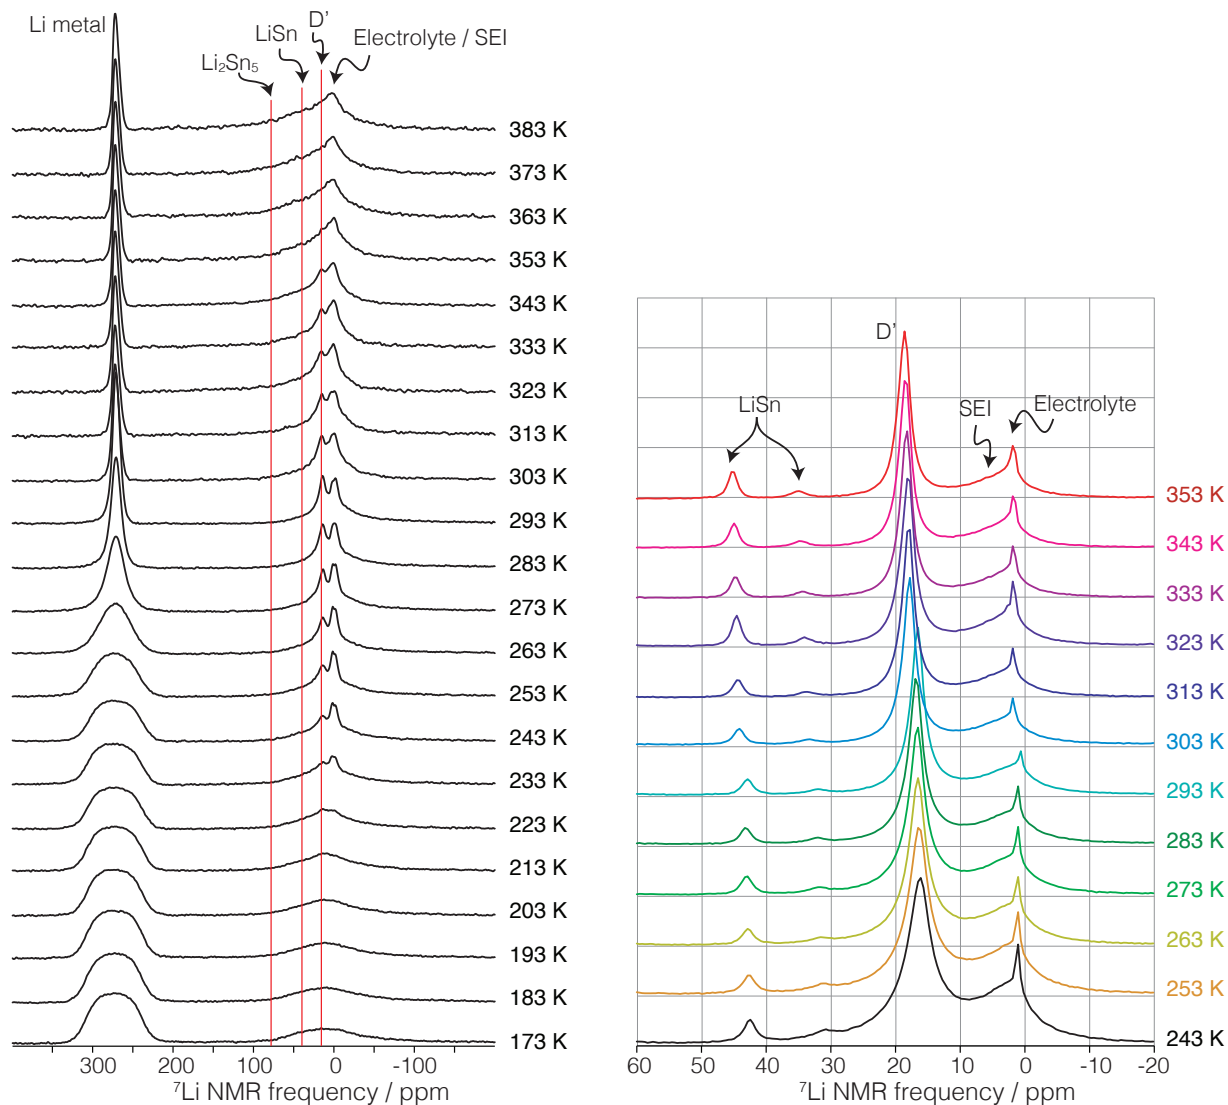 Li metal
Li₂Sn₅
LiSn
D'
Electrolyte / SEI
383 K
373 K
363 K
353 K
343 K
333 K
323 K
313 K
303 K
293 K
283 K
273 K
263 K
253 K
243 K
233 K
223 K
213 K
203 K
193 K
183 K
173 K
300 200 100 0 -100
⁷Li NMR frequency / ppm
D'
LiSn
SEI
Electrolyte
353 K
343 K
333 K
323 K
313 K
303 K
293 K
283 K
273 K
263 K
253 K
243 K
60 50 40 30 20 10 0 -10 -20
⁷Li NMR frequency / ppm